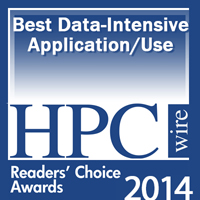 Best Data-Intensive
Application/Use
HPC
wire
Readers' Choice
Awards
2014